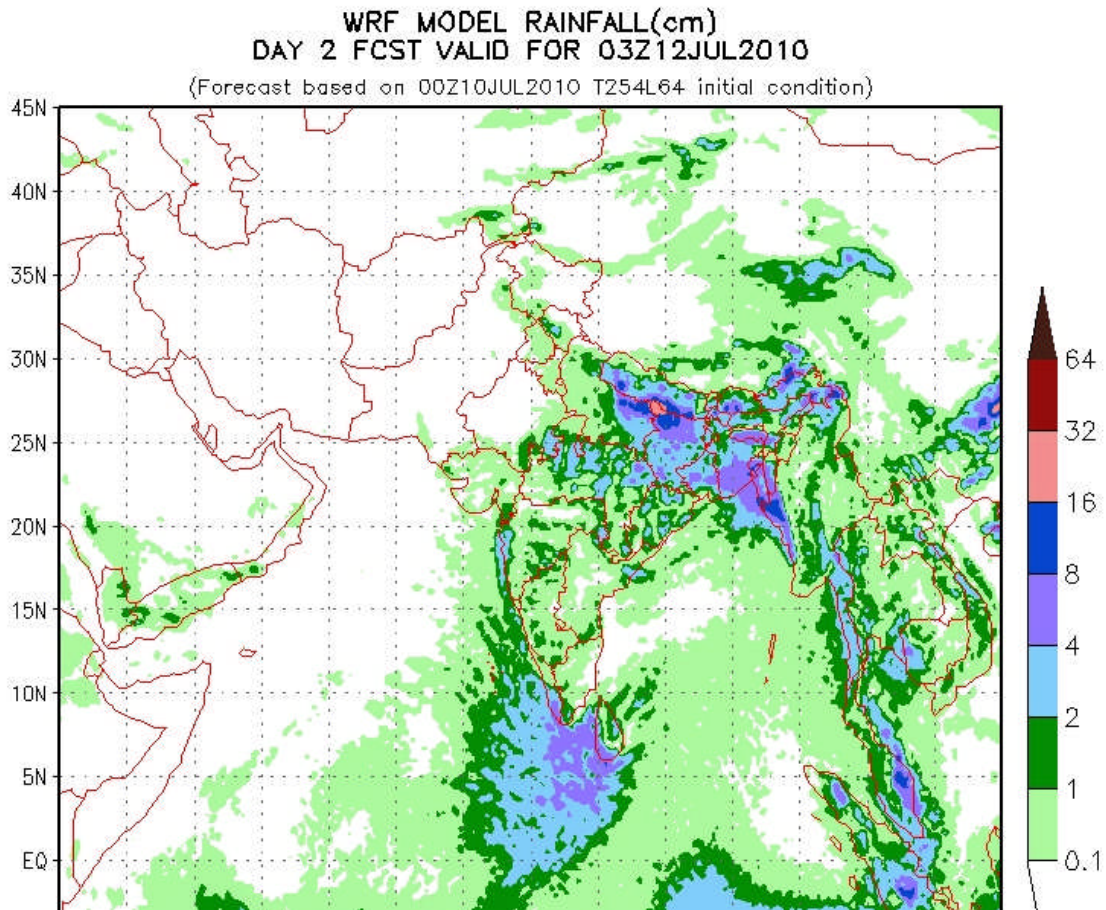 WRF MODEL RAINFALL(cm)
DAY 2 FCST VALID FOR 03Z12JUL2010
(Forecast based on 00Z10JUL2010 T254L64 initial condition)
45N
40N
35N
30N
25N
20N
15N
10N
5N
EQ
64
32
16
8
4
2
1
0.1